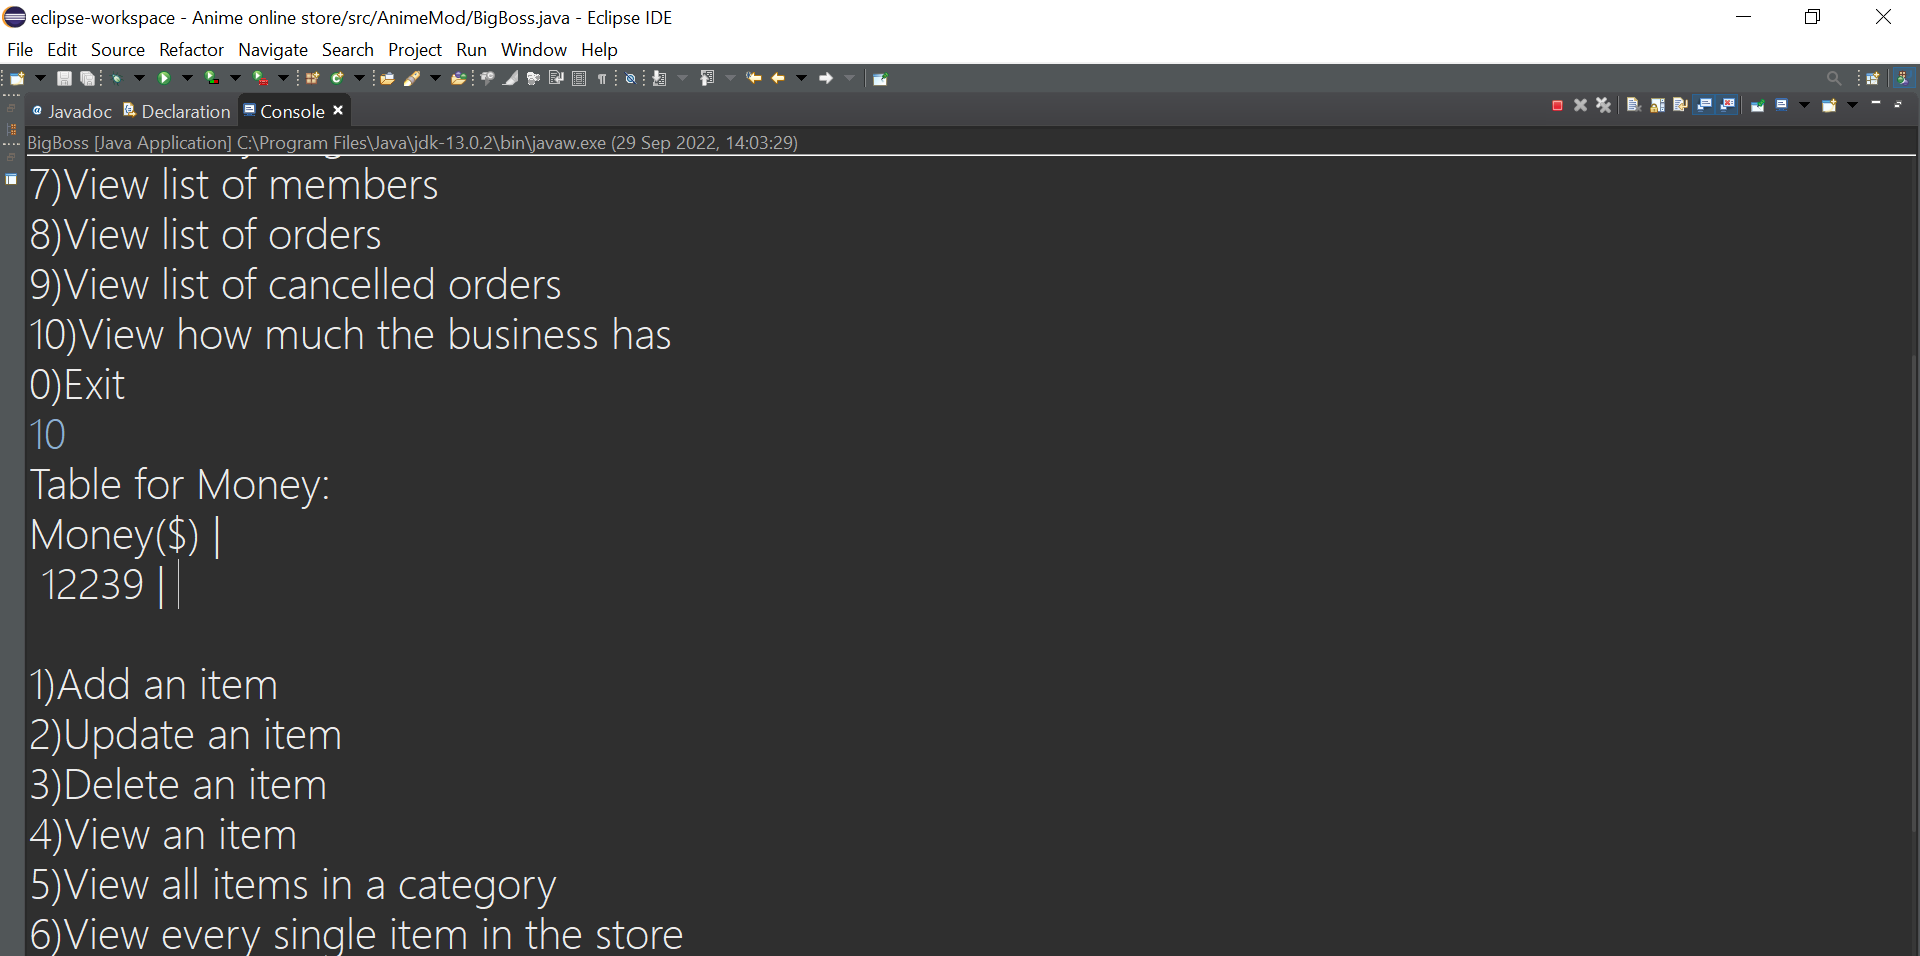 eclipse-workspace - Anime online store/src/AnimeMod/BigBoss.java - Eclipse IDE
File Edit Source Refactor Navigate Search Project Run Window Help
Javadoc Declaration Console
BigBoss [Java Application] C:\Program Files\Java\jdk-13.0.2\bin\javaw.exe (29 Sep 2022, 14:03:29)
7)View list of members
8)View list of orders
9)View list of cancelled orders
10)View how much the business has
0)Exit
10
Table for Money:
Money($) |
12239 |
1)Add an item
2)Update an item
3)Delete an item
4)View an item
5)View all items in a category
6)View every single item in the store